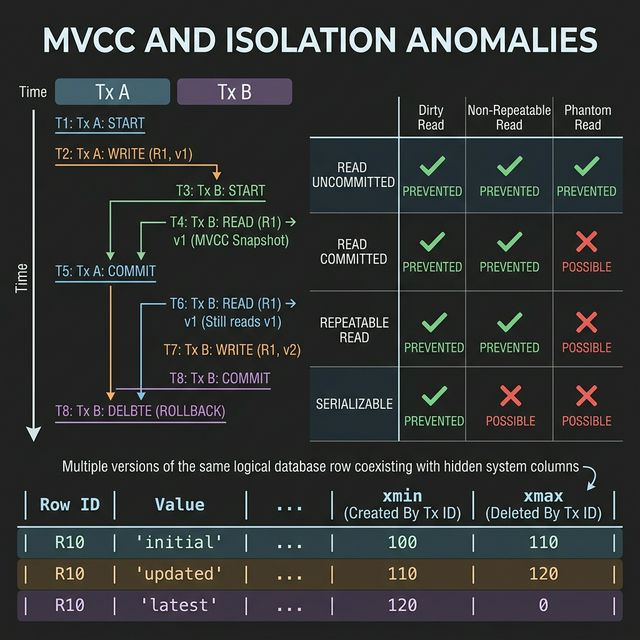 MVCC AND ISOLATION ANOMALIES
Time
Tx A
Tx B
T1: Tx A: START
T2: Tx A: WRITE (R1, v1)
T3: Tx B: START
T4: Tx B: READ (R1) →
v1 (MVCC Snapshot)
T5: Tx A: COMMIT
T6: Tx B: READ (R1) →
v1 (Still reads v1)
T7: Tx B: WRITE (R1, v2)
T8: Tx B: COMMIT
T8: Tx B: DELBTE (ROLLBACK)
Time
Dirty Read
Non-Repeatable Read
Phantom Read
READ UNCOMMITTED
PREVENTED
PREVENTED
PREVENTED
READ COMMITTED
PREVENTED
PREVENTED
POSSIBLE
REPEATABLE READ
PREVENTED
PREVENTED
POSSIBLE
SERIALIZABLE
PREVENTED
POSSIBLE
POSSIBLE
Multiple versions of the same logical database row coexisting with hidden system columns
| Row ID | Value | ... | xmin (Created By Tx ID) | xmax (Deleted By Tx ID) |
| R10 | 'initial' | ... | 100 | 110 |
| R10 | 'updated' | ... | 110 | 120 |
| R10 | 'latest' | ... | 120 | 0 |